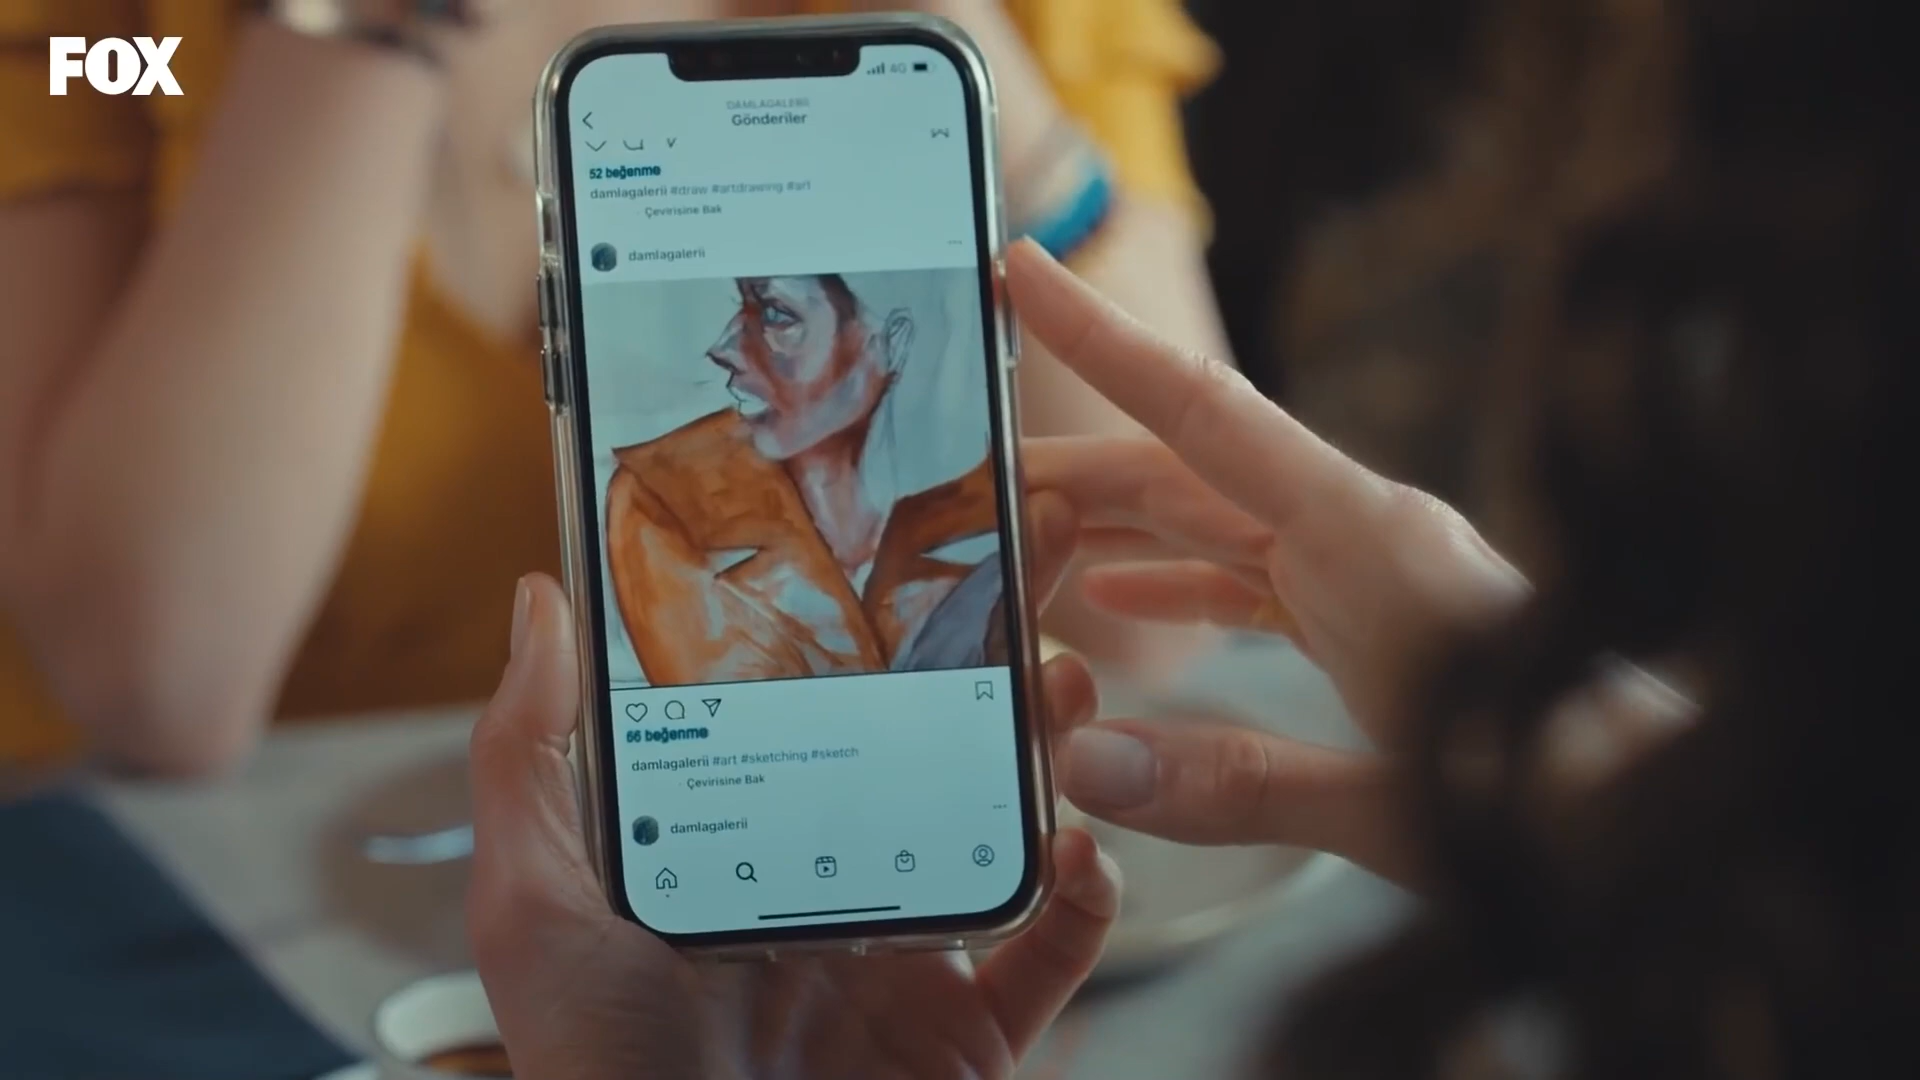 FOX
4G
DAMLAGALERII
Gönderiler
52 beğenme
damlagalerii #draw #artdrawing #art
Çevirisine Bak
damlagalerii
66 beğenme
damlagalerii #art #sketching #sketch
Çevirisine Bak
damlagalerii